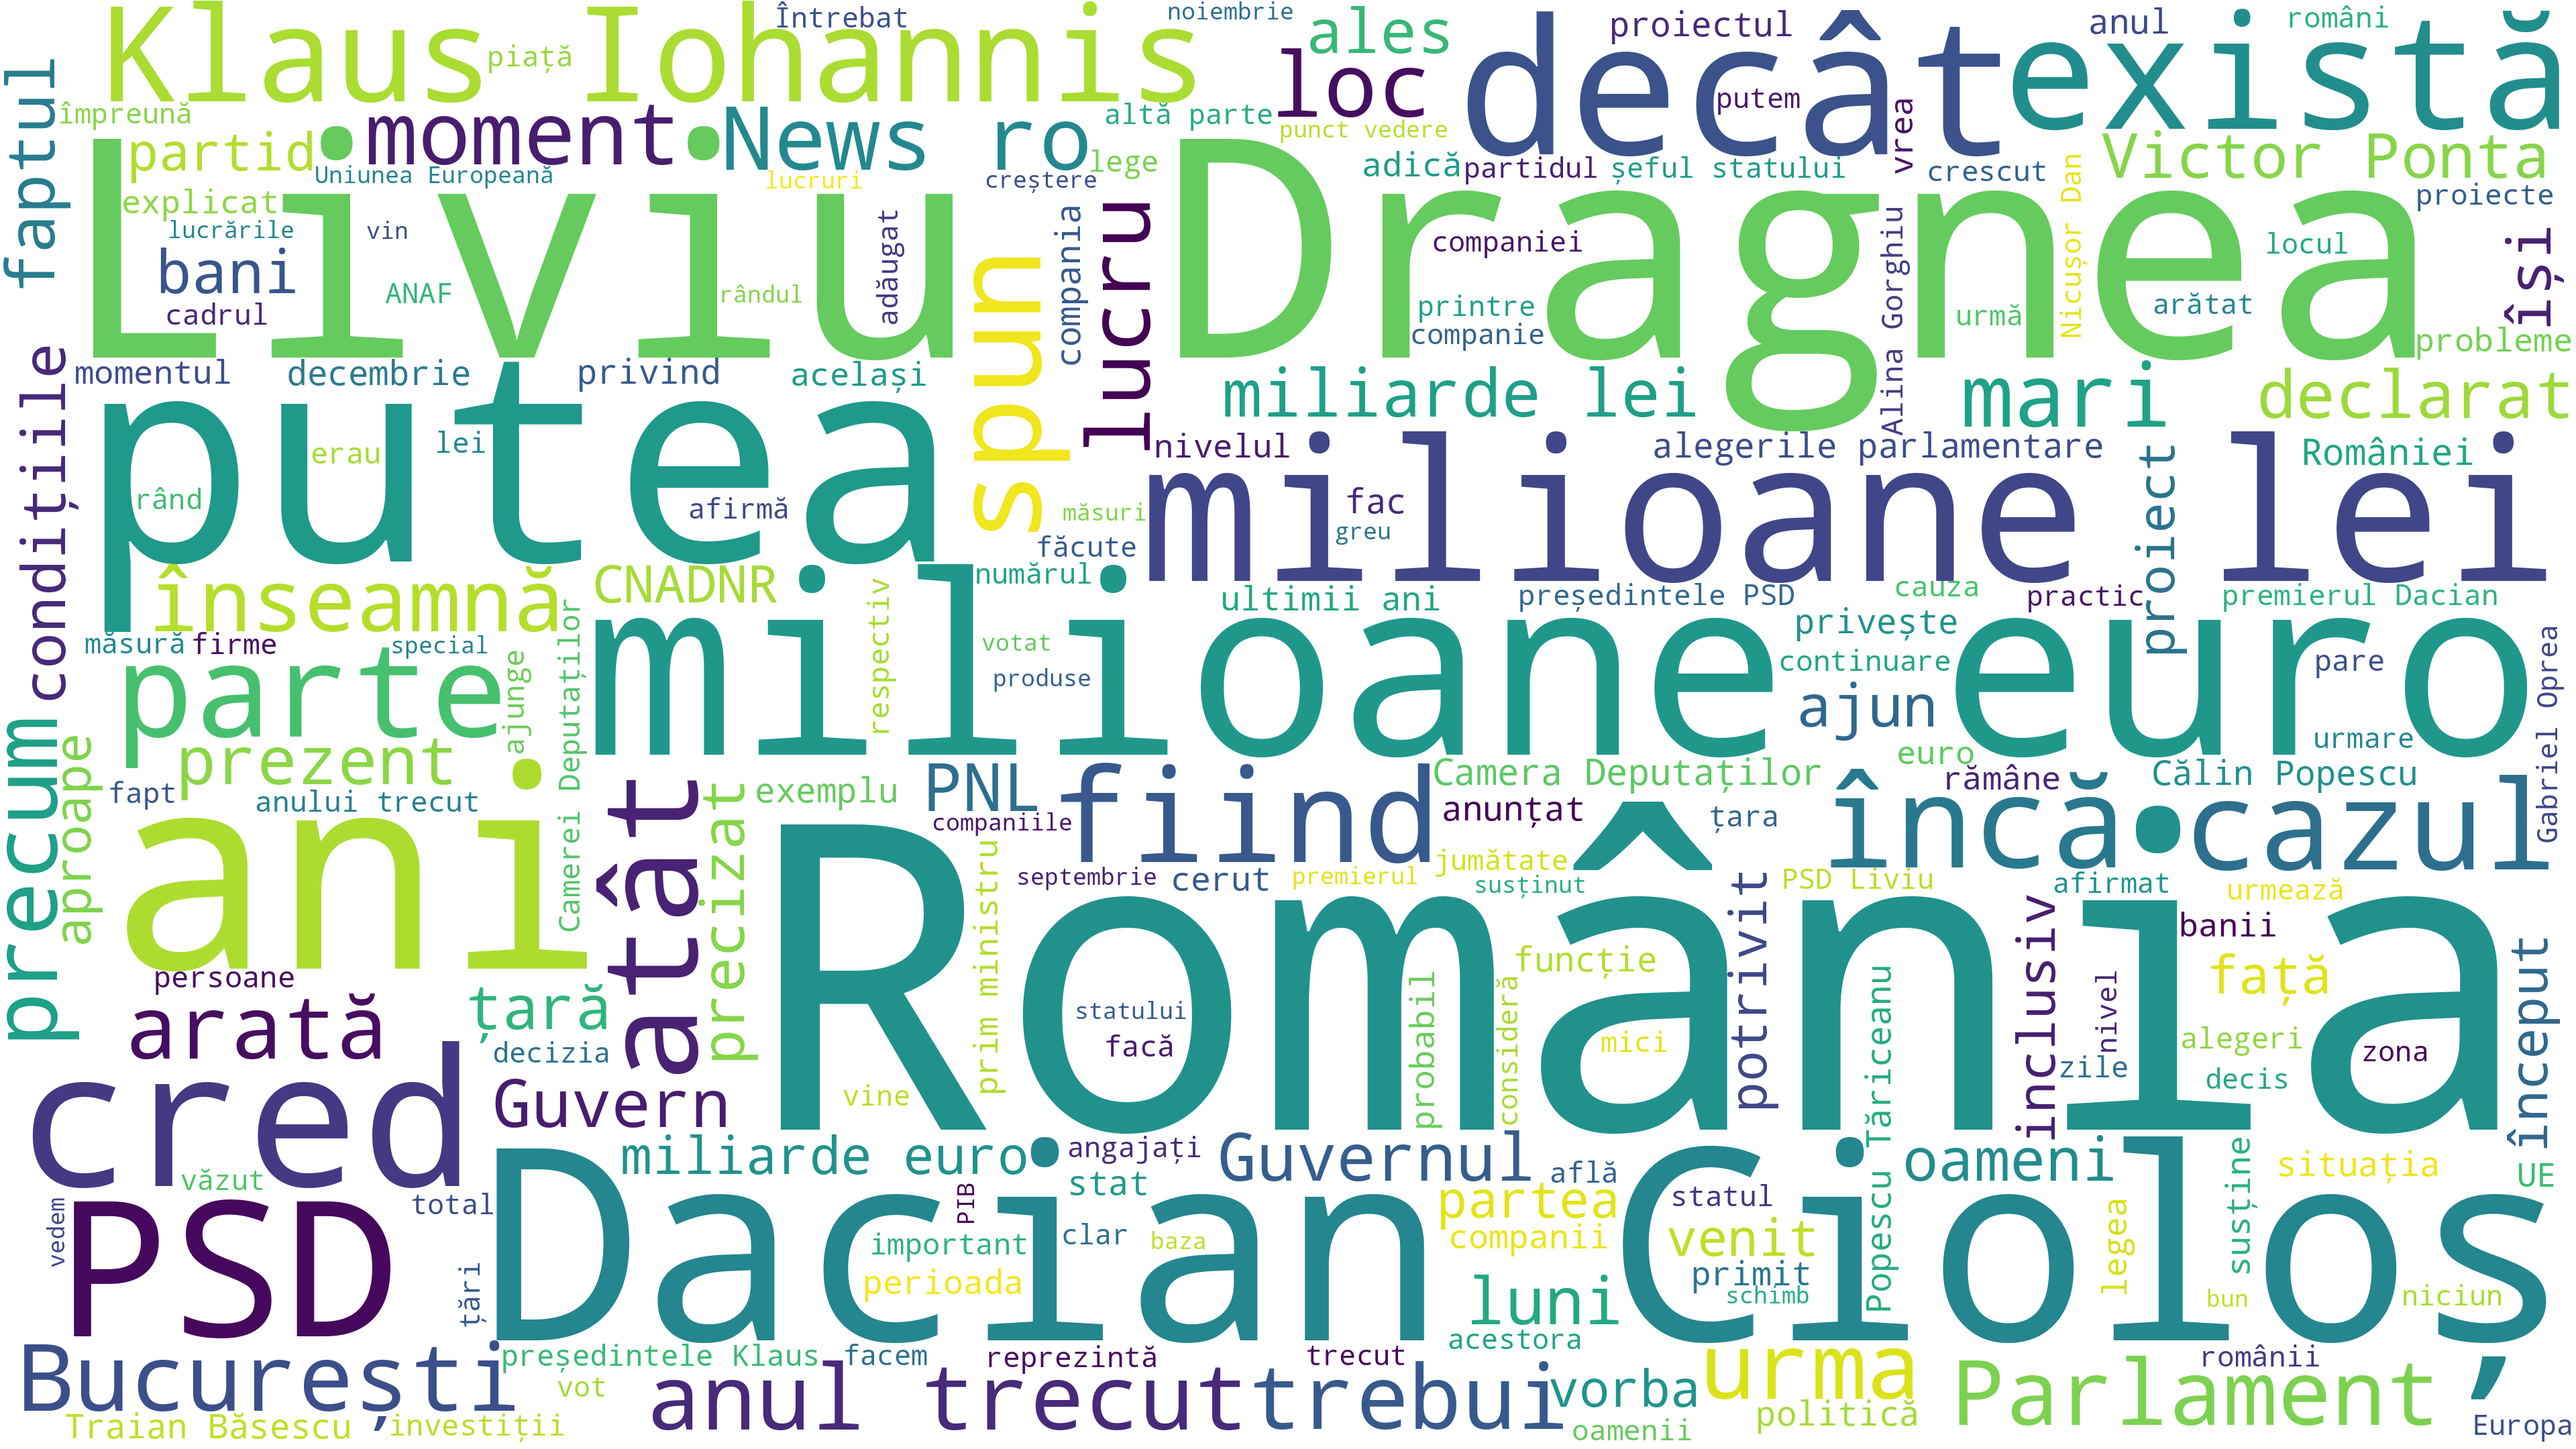 Klaus Iohannis
Întrebat
piață
noiembrie
ales
loc
proiectul
decât
putem
anul
români
există
împreună
faptul
partid
moment
News ro
altă parte
punct vedere
lege
adică
partidul
șeful statului
vrea
crescut
Victor Ponta
proiecte
Uniunea Europeană
lucruri
creștere
explicat
lucrările
vin
Liviu Dragnea
bani
ANAF
cadrul
rândul
adăugat
spun
compania
lucru
companiei
printre
companie
Alina Gorghiu
Nicușor Dan
urmă
locul
arătat
își
probleme
momentul
decembrie
privind
același
miliarde lei
mari
declarat
condițiile
putea
erau
lei
rând
afirmă
măsuri
făcute
nivelul
fac
greu
alegerile parlamentare
milioane lei
proiect
României
înseamnă
CNADNR
numărul
ultimii ani
președintele PSD
cauza
practic
premierul Dacian
măsură
firme
special
Camerei Deputaților
respectiv
votat
produse
milioane euro
privește
continuare
pare
Gabriel Oprea
parte
ajunge
ajun
precum
aproape
prezent
urmare
euro
fapt
anului trecut
ani
atât
precizat
exemplu
PNL
companiile
fiind
Camera Deputaților
anunțat
țara
rămâne
Călin Popescu
încă
cazul
jumătate
septembrie
cerut
premierul
susținut
PSD Liviu
afirmat
urmează
banii
România
prim ministru
persoane
arată
țară
decizia
statului
facă
vine
probabil
consideră
funcție
mici
potrivit
Popescu Tăriceanu
inclusiv
nivel
față
alegeri
zona
zile
decis
început
cred
Guvern
miliarde euro
angajați
stat
Guvernul
află
oameni
situația
UE
susține
văzut
total
vedem
PSD
țări
Dacian Cioloș
PIB
important
clar
baza
perioada
partea
companii
statul
venit
primit
schimb
legea
bun
niciun
luni
acestora
București
președintele Klaus
facem
reprezintă
trecut
vot
anul trecut
trebui
vorba
urma
politică
oamenii
Parlament
românii
Traian Băsescu
investiții
Europa